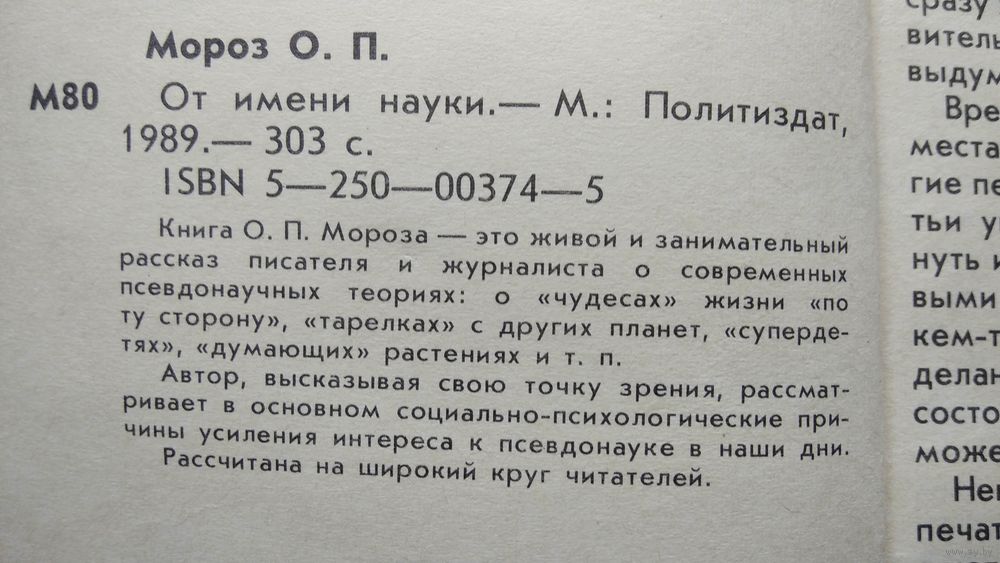 Мороз О. П.
М80 От имени науки.— М.: Политиздат,
1989.— 303 с.
ISBN 5—250—00374—5
Книга О. П. Мороза — это живой и занимательный
рассказ писателя и журналиста о современных
псевдонаучных теориях: о «чудесах» жизни «по
ту сторону», «тарелках» с других планет, «суперде-
тях», «думающих» растениях и т. п.
Автор, высказывая свою точку зрения, рассмат-
ривает в основном социально-психологические при-
чины усиления интереса к псевдонауке в наши дни.
Рассчитана на широкий круг читателей.
сразу
витель
выдум
Вре
места
гие пе
тьи у
нуть и
выми
кем-т
делан
состо
може
Не
печат
www.ay.by